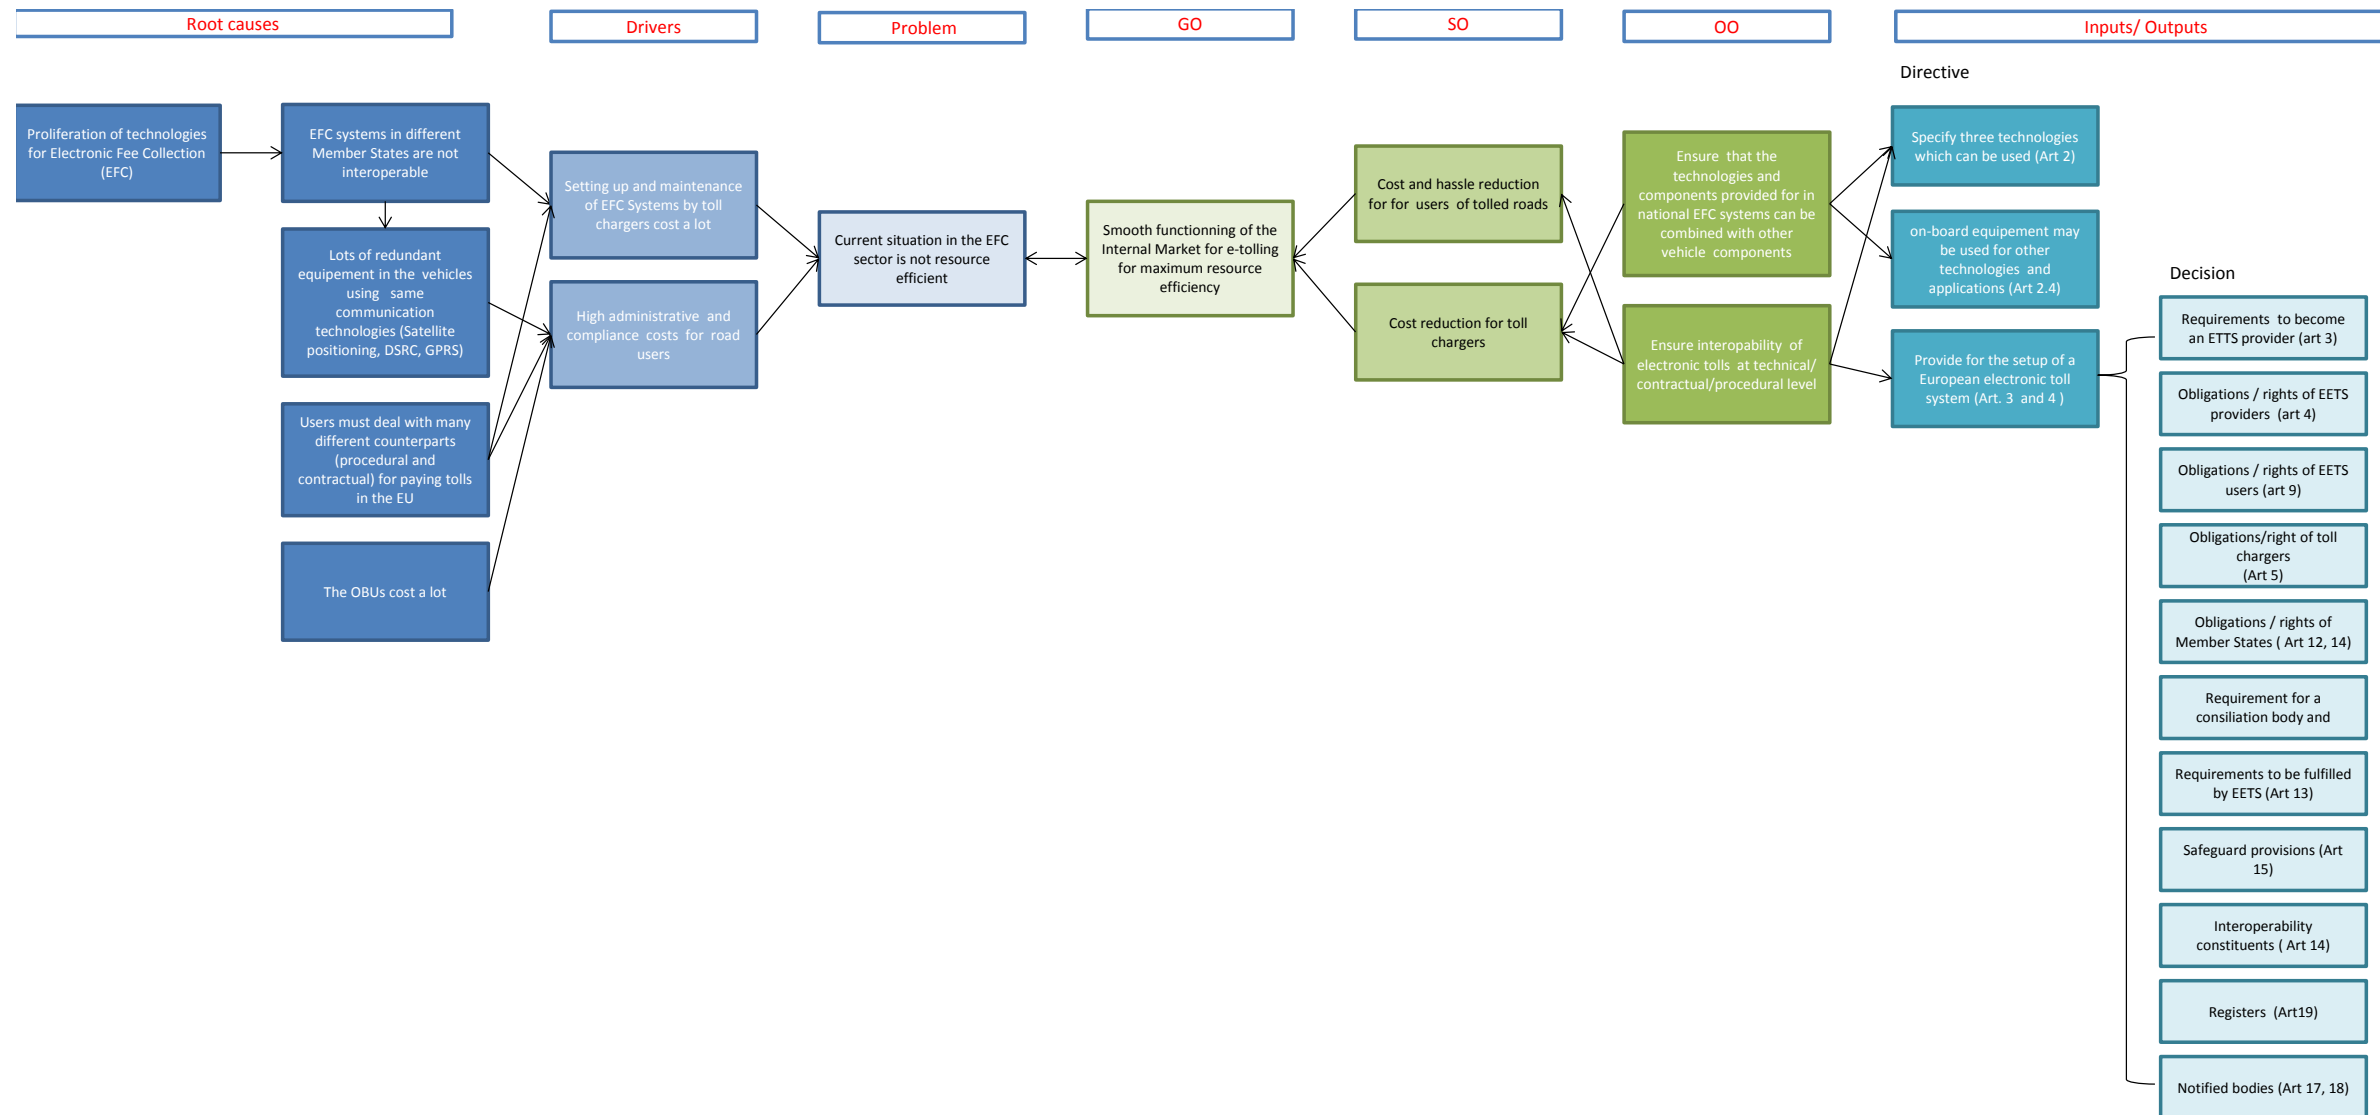 Root causes
Drivers
Problem
GO
SO
OO
Inputs/ Outputs
Directive
Proliferation of technologies
for Electronic Fee Collection
(EFC)
EFC systems in different
Member States are not
interoperable
Lots of redundant
equipement in the vehicles
using same
communication
technologies (Satellite
positioning, DSRC, GPRS)
Users must deal with many
different counterparts
(procedural and
contractual) for paying tolls
in the EU
The OBUs cost a lot
Setting up and maintenance
of EFC Systems by toll
chargers cost a lot
High administrative and
compliance costs for road
users
Current situation in the EFC
sector is not resource
efficient
Smooth functionning of the
Internal Market for e-tolling
for maximum resource
efficiency
Cost and hassle reduction
for for users of tolled roads
Cost reduction for toll
chargers
Ensure that the
technologies and
components provided for in
national EFC systems can be
combined with other
vehicle components
Ensure interopability of
electronic tolls at technical/
contractual/procedural level
Specify three technologies
which can be used (Art 2)
on-board equipement may
be used for other
technologies and
applications (Art 2.4)
Provide for the setup of a
European electronic toll
system (Art. 3 and 4 )
Decision
Requirements to become
an ETTS provider (art 3)
Obligations / rights of EETS
providers (art 4)
Obligations / rights of EETS
users (art 9)
Obligations/right of toll
chargers
(Art 5)
Obligations / rights of
Member States ( Art 12, 14)
Requirement for a
consiliation body and
Requirements to be fulfilled
by EETS (Art 13)
Safeguard provisions (Art
15)
Interoperability
constituents ( Art 14)
Registers (Art19)
Notified bodies (Art 17, 18)